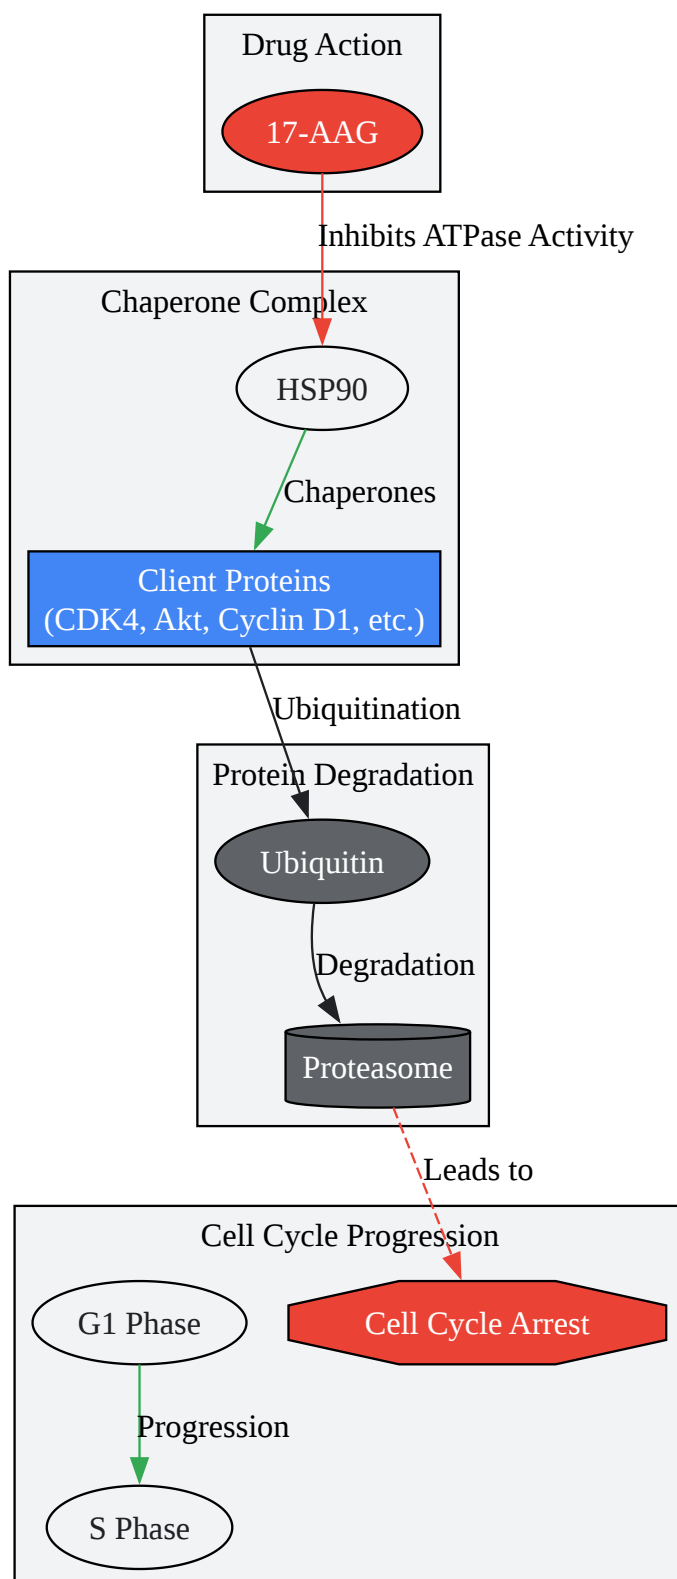 Drug Action
17-AAG
Inhibits ATPase Activity
Chaperone Complex
HSP90
Chaperones
Client Proteins
(CDK4, Akt, Cyclin D1, etc.)
Ubiquitination
Protein Degradation
Ubiquitin
Degradation
Proteasome
Leads to
Cell Cycle Progression
G1 Phase
Cell Cycle Arrest
Progression
S Phase